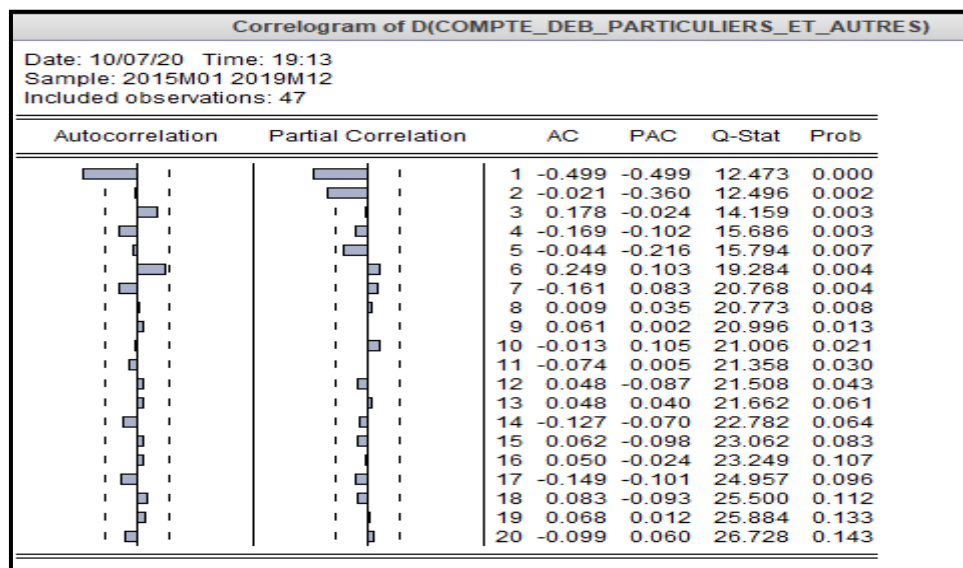 Correlogram of D(COMPTE_DEB_PARTICULIERS_ET_AUTRES)
Date: 10/07/20 Time: 19:13
Sample: 2015M01 2019M12
Included observations: 47
Autocorrelation Partial Correlation AC PAC Q-Stat Prob
1 -0.499 -0.499 12.473 0.000
2 -0.021 -0.360 12.496 0.002
3 0.178 -0.024 14.159 0.003
4 -0.169 -0.102 15.686 0.003
5 -0.044 -0.216 15.794 0.007
6 0.249 0.103 19.284 0.004
7 -0.161 0.083 20.768 0.004
8 0.009 0.035 20.773 0.008
9 0.061 0.002 20.996 0.013
10 -0.013 0.105 21.006 0.021
11 -0.074 0.005 21.358 0.030
12 0.048 -0.087 21.508 0.043
13 0.048 0.040 21.662 0.061
14 -0.127 -0.070 22.782 0.064
15 0.062 -0.098 23.062 0.083
16 0.050 -0.024 23.249 0.107
17 -0.149 -0.101 24.957 0.096
18 0.083 -0.093 25.500 0.112
19 0.068 0.012 25.884 0.133
20 -0.099 0.060 26.728 0.143